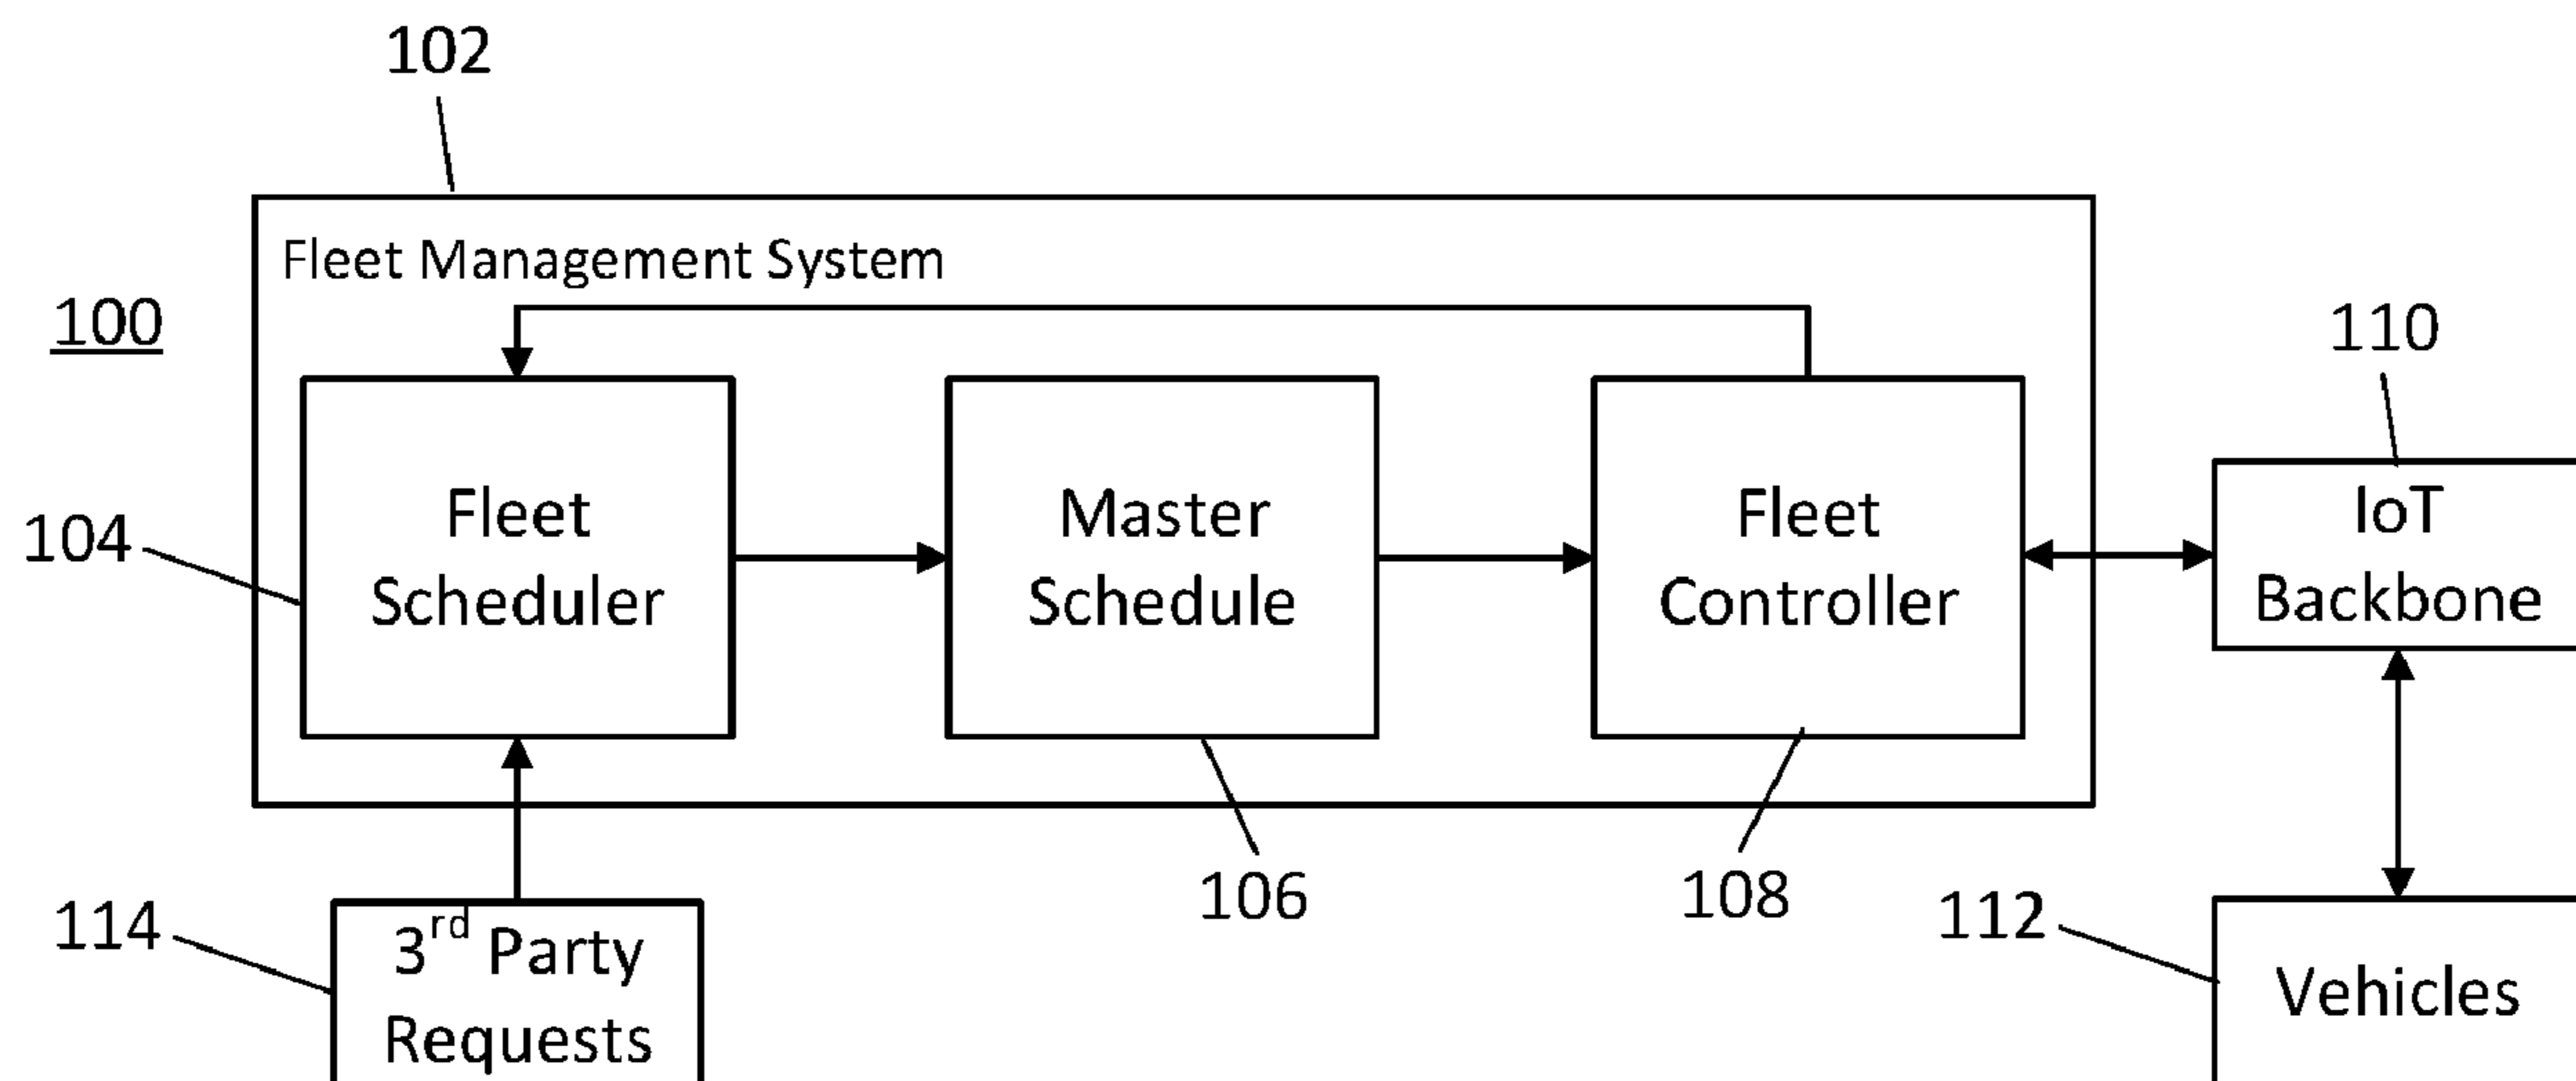 102
Fleet Management System
100
110
Fleet
Scheduler
Master
Schedule
Fleet
Controller
IoT
Backbone
104
106
108
114
3rd Party
Requests
112
Vehicles